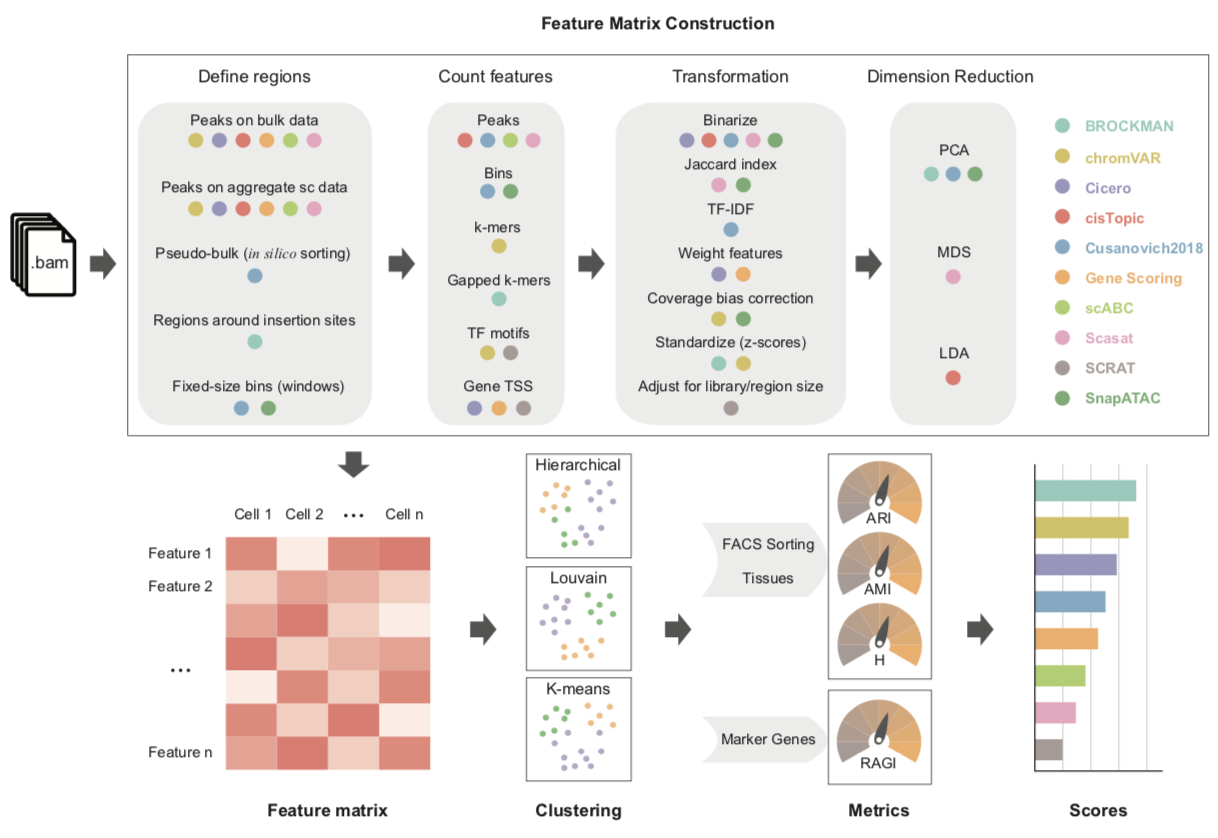 Feature Matrix Construction
Define regions
Count features
Transformation
Dimension Reduction
.bam
Peaks on bulk data
Peaks on aggregate sc data
Pseudo-bulk (in silico sorting)
Regions around insertion sites
Fixed-size bins (windows)
Peaks
Bins
k-mers
Gapped k-mers
TF motifs
Gene TSS
Binarize
Jaccard index
TF-IDF
Weight features
Coverage bias correction
Standardize (z-scores)
Adjust for library/region size
PCA
MDS
LDA
BROCKMAN
chromVAR
Cicero
cisTopic
Cusanovich2018
Gene Scoring
scABC
Scasat
SCRAT
SnapATAC
Cell 1 Cell 2 ••• Cell n
Feature 1
Feature 2
•••
Feature n
Feature matrix
Hierarchical
Louvain
K-means
Clustering
FACS Sorting
Tissues
Marker Genes
ARI
AMI
H
RAGI
Metrics
Scores